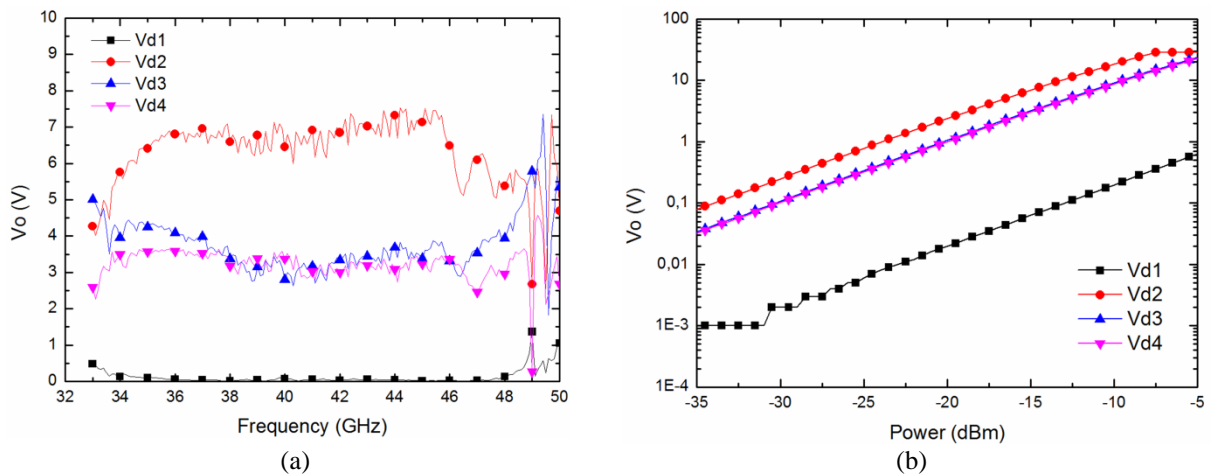 10
9
8
7
6
5
4
3
2
1
0
Vo (V)
Vd1
Vd2
Vd3
Vd4
32 34 36 38 40 42 44 46 48 50
Frequency (GHz)
(a)
100
10
1
0,1
0,01
1E-3
1E-4
Vo (V)
Vd1
Vd2
Vd3
Vd4
-35 -30 -25 -20 -15 -10 -5
Power (dBm)
(b)